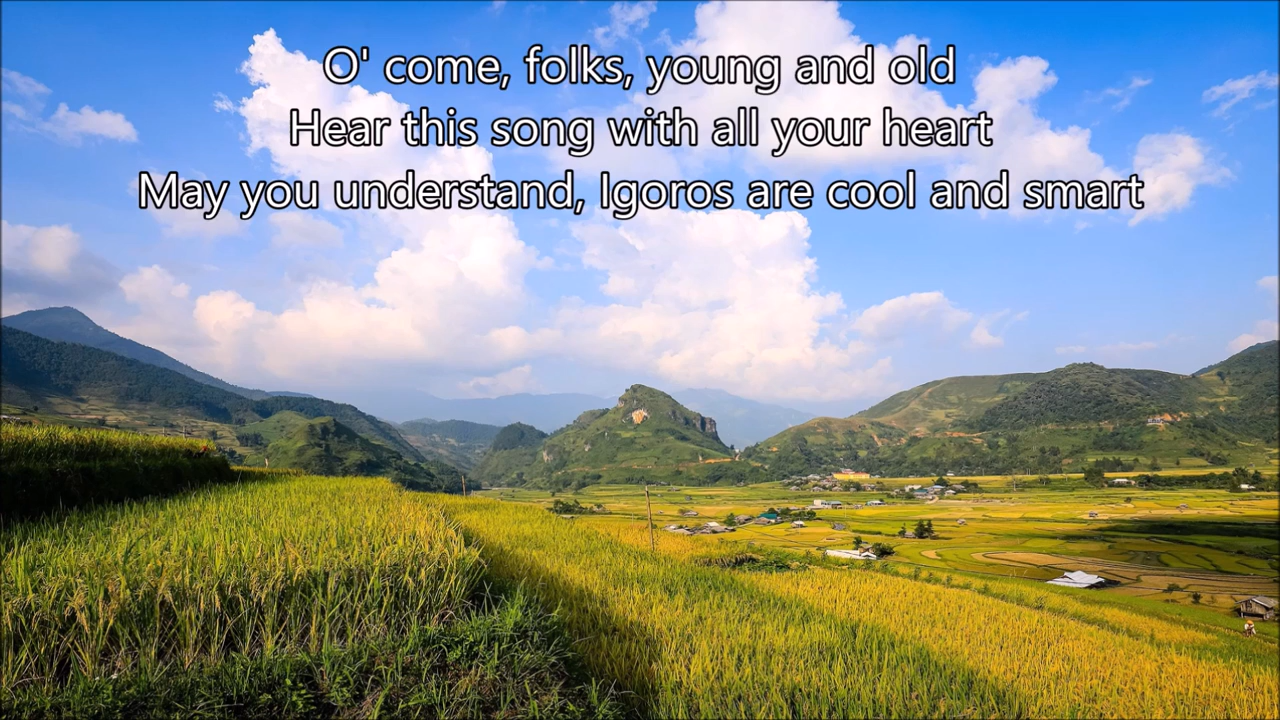 O' come, folks, young and old
Hear this song with all your heart
May you understand, Igoros are cool and smart